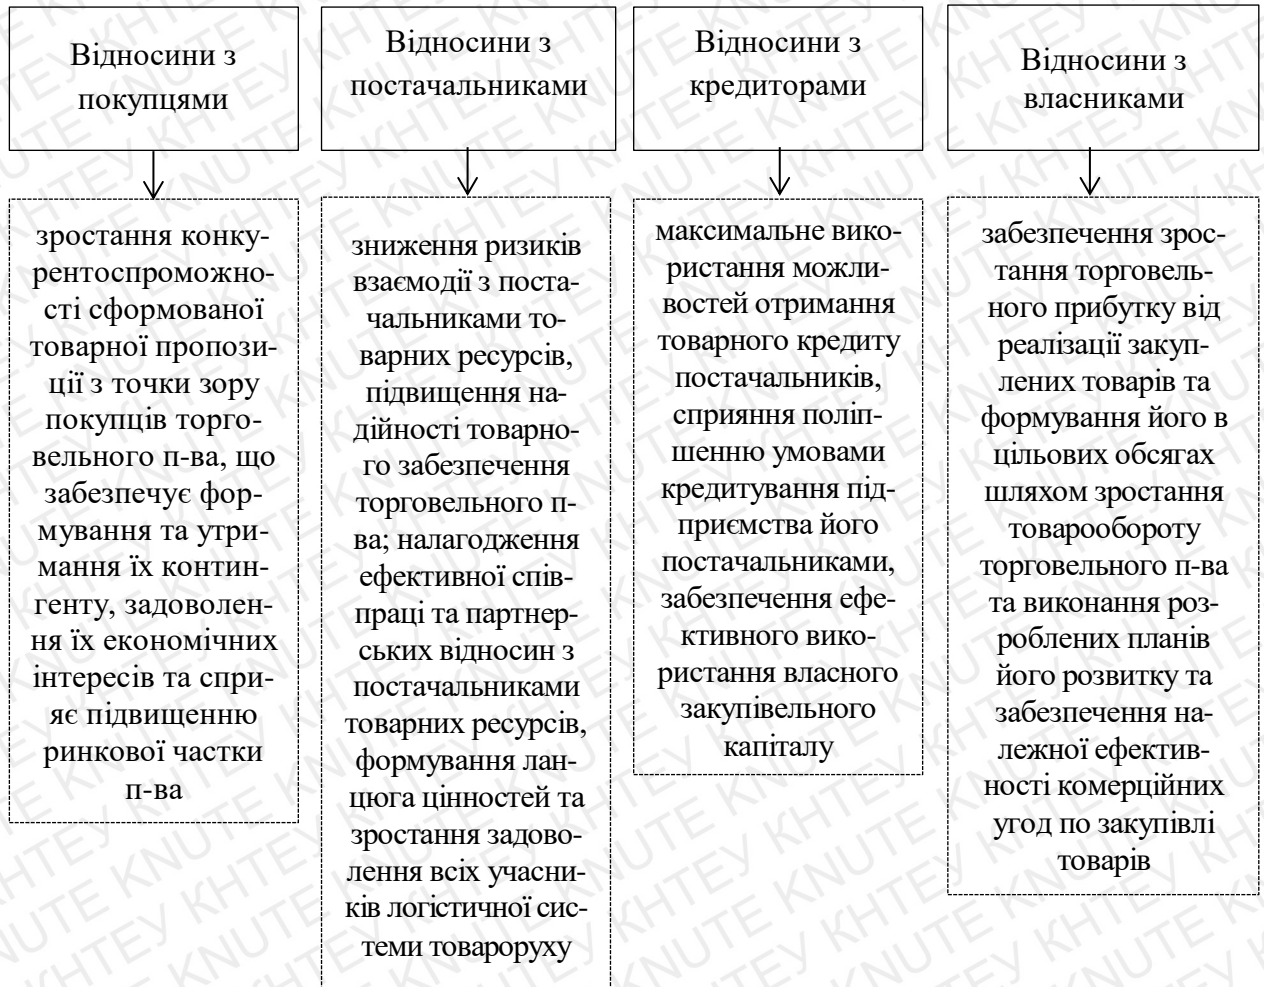 Відносини з
покупцями
зростання конку-
рентоспроможно-
сті сформованої
товарної пропози-
ції з точки зору
покупців торго-
вельного п-ва, що
забезпечує фор-
мування та утри-
мання їх контин-
генту, задоволен-
ня їх економічних
інтересів та спри-
яє підвищенню
ринкової частки
п-ва
Відносини з
постачальниками
зниження ризиків
взаємодії з поста-
чальниками то-
варних ресурсів,
підвищення на-
дійності товарно-
го забезпечення
торговельного п-
ва; налагодження
ефективної спів-
праці та партнер-
ських відносин з
постачальниками
товарних ресурсів,
формування лан-
цюга цінностей та
зростання задово-
лення всіх учасни-
ків логістичної сис-
теми товароруху
Відносини з
кредиторами
максимальне вико-
ристання можли-
востей отримання
товарного кредиту
постачальників,
сприяння поліп-
шенню умовами
кредитування під-
приємства його
постачальниками,
забезпечення ефе-
ктивного вико-
ристання власного
закупівельного
капіталу
Відносини з
власниками
забезпечення зрос-
тання торговель-
ного прибутку від
реалізації закуп-
лених товарів та
формування його в
цільових обсягах
шляхом зростання
товарообороту
торговельного п-ва
та виконання роз-
роблених планів
його розвитку та
забезпечення на-
лежної ефектив-
ності комерційних
угод по закупівлі
товарів